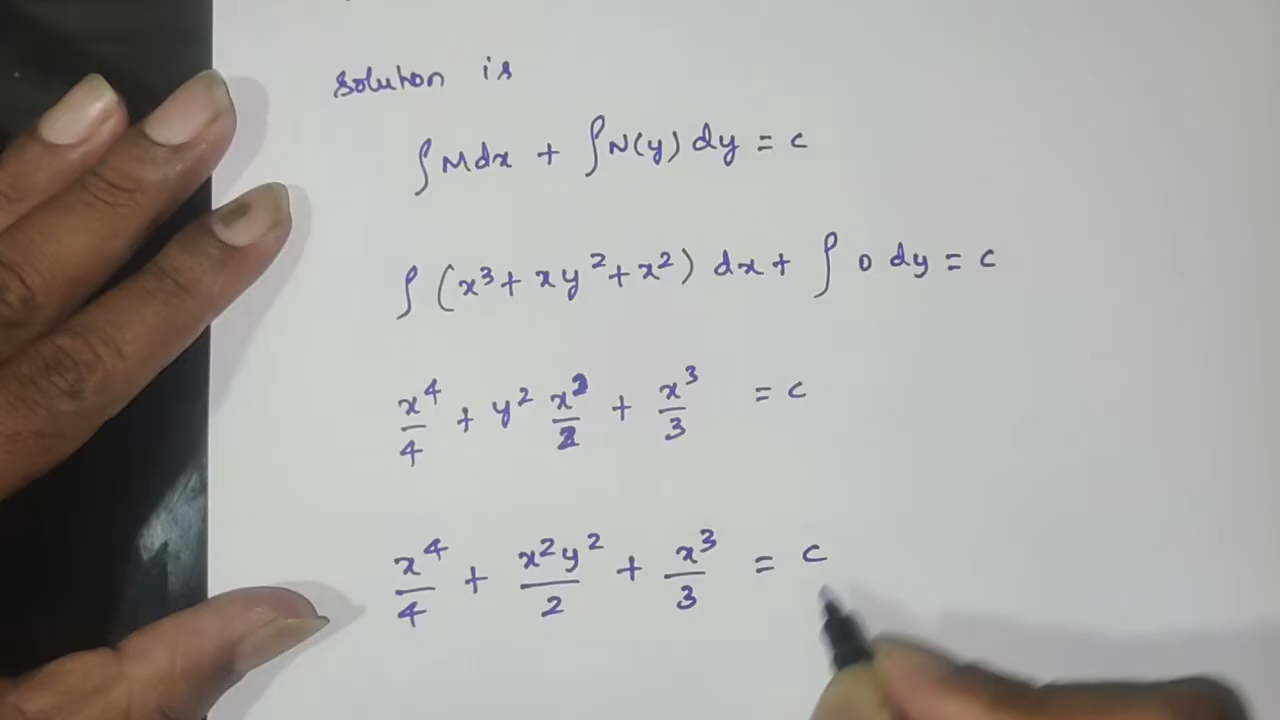 Solution is
∫Mdx + ∫N(y) dy = c
∫(x³ + xy² + x²) dx + ∫ 0 dy = c
x⁴/4 + y² x²/2 + x³/3 = c
x⁴/4 + x²y²/2 + x³/3 = c